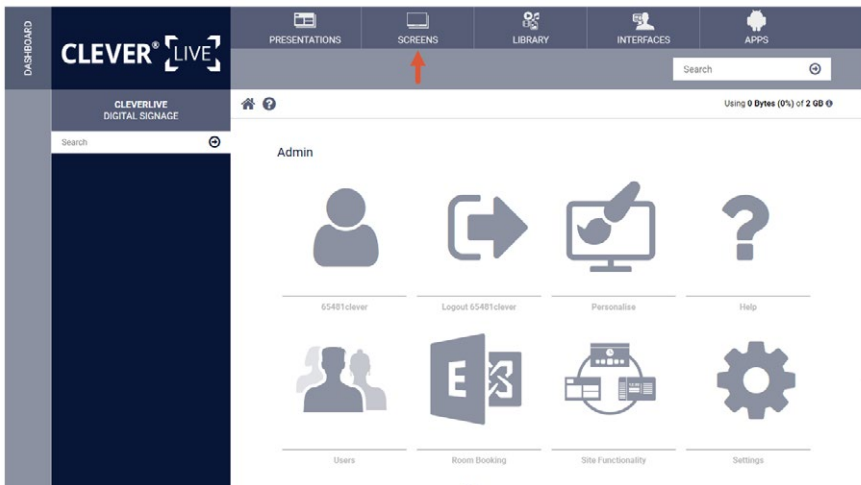 DASHBOARD
CLEVER® LIVE
PRESENTATIONS
SCREENS
LIBRARY
INTERFACES
APPS
Search
CLEVERLIVE
DIGITAL SIGNAGE
Using 0 Bytes (0%) of 2 GB
Search
Admin
65481clever
Logout 65481clever
Personalise
Help
E
Users
Room Booking
Site Functionality
Settings